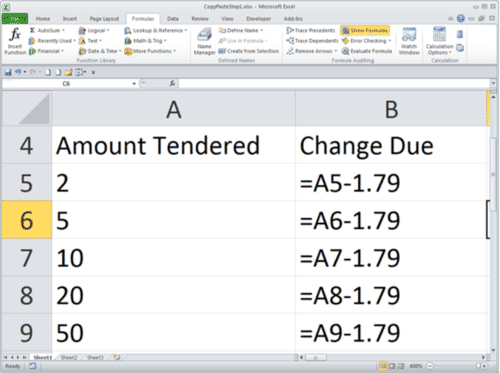 CopyPasteStep1.xlsx - Microsoft Excel
File Home Insert Page Layout Formulas Data Review View Developer Add-Ins
Insert Function
AutoSum
Recently Used
Financial
Logical
Text
Date & Time
Lookup & Reference
Math & Trig
More Functions
Function Library
Name Manager
Define Name
Use in Formula
Create from Selection
Defined Names
Trace Precedents
Trace Dependents
Remove Arrows
Show Formulas
Error Checking
Evaluate Formula
Formula Auditing
Watch Window
Calculation Options
Calculation
C6 fx
A B
4 Amount Tendered Change Due
5 2 =A5-1.79
6 5 =A6-1.79
7 10 =A7-1.79
8 20 =A8-1.79
9 50 =A9-1.79
Sheet1 Sheet2 Sheet3
Ready 400%